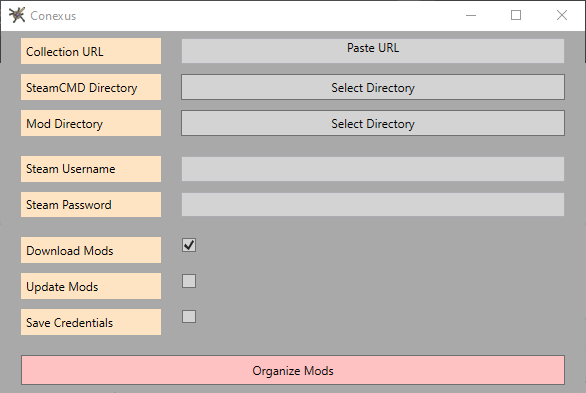 Conexus
Collection URL
Paste URL
SteamCMD Directory
Select Directory
Mod Directory
Select Directory
Steam Username
Steam Password
Download Mods
Update Mods
Save Credentials
Organize Mods